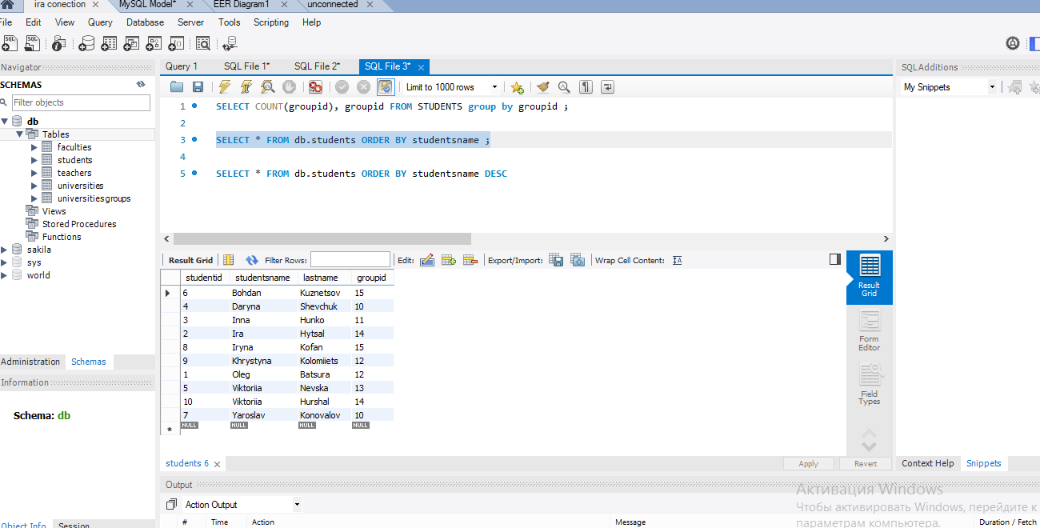 ira conection × MySQL Model* × EER Diagram1 × unconnected ×
File Edit View Query Database Server Tools Scripting Help
Navigator
SCHEMAS
Filter objects
db
Tables
faculties
students
teachers
universities
universitiesgroups
Views
Stored Procedures
Functions
sakila
sys
world
Administration Schemas
Information
Schema: db
Object Info Session
Query 1 SQL File 1* SQL File 2* SQL File 3* ×
Limit to 1000 rows
1 SELECT COUNT(groupid), groupid FROM STUDENTS group by groupid ;
2
3 SELECT * FROM db.students ORDER BY studentsname ;
4
5 SELECT * FROM db.students ORDER BY studentsname DESC
Result Grid Filter Rows: Edit: Export/Import: Wrap Cell Content:
studentid studentsname lastname groupid
6 Bohdan Kuznetsov 15
4 Daryna Shevchuk 10
3 Inna Hunko 11
2 Ira Hytsal 14
8 Iryna Kofan 15
9 Khrystyna Kolomiiets 12
1 Oleg Batsura 12
5 Viktoriia Nevska 13
10 Viktoriia Hurshal 14
7 Yaroslav Konovalov 10
NULL NULL NULL NULL
Result Grid
Form Editor
Field Types
students 6 ×
Apply Revert
Output
Action Output
# Time Action Message Duration / Fetch
SQLAdditions
My Snippets
Context Help Snippets
Активация Windows
Чтобы активировать Windows, перейдите к
параметрам компьютера.